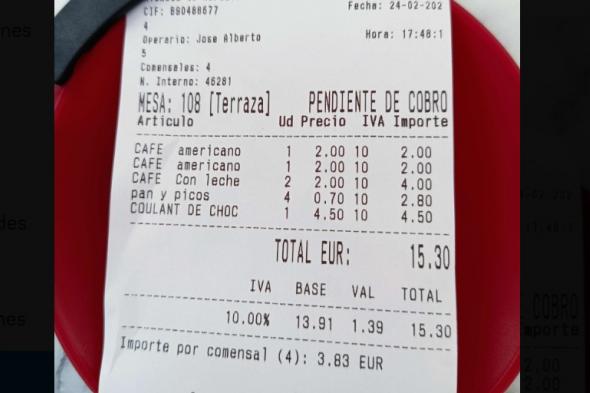 CIF: B90488677
Fecha: 24-02-202
4
Operario: Jose Alberto
Hora: 17:48:1
5
Comensales: 4
N. Interno: 46281
MESA: 108 [Terraza] PENDIENTE DE COBRO
Articulo Ud Precio IVA Importe
CAFE americano 1 2.00 10 2.00
CAFE americano 1 2.00 10 2.00
CAFE Con leche 2 2.00 10 4.00
pan y picos 4 0.70 10 2.80
COULANT DE CHOC 1 4.50 10 4.50
TOTAL EUR: 15.30
IVA BASE VAL TOTAL
10.00% 13.91 1.39 15.30
Importe por comensal (4): 3.83 EUR